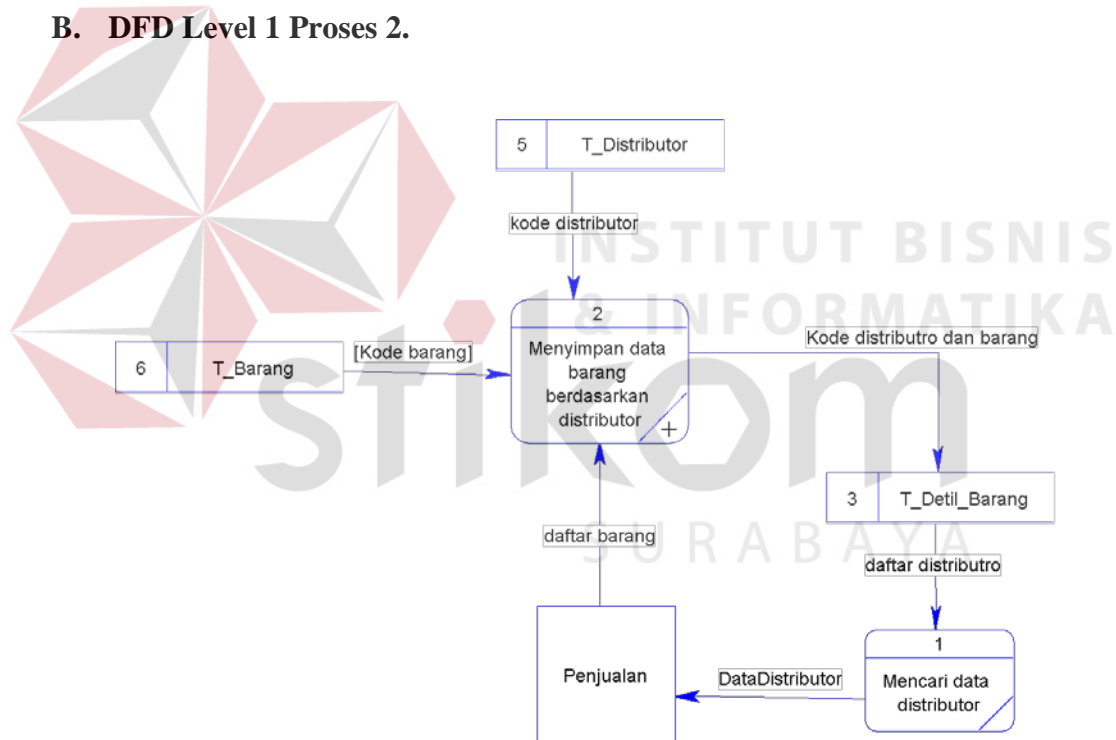 B. DFD Level 1 Proses 2.
5 T_Distributor
kode distributor
INSTITUT BISNIS
& INFORMATIKA
2
Menyimpan data
barang
berdasarkan
distributor
+
Kode distributro dan barang
6 T_Barang
[Kode barang]
stikom
SURABAYA
3 T_Detil_Barang
daftar barang
daftar distributro
1
Mencari data
distributor
DataDistributor
Penjualan